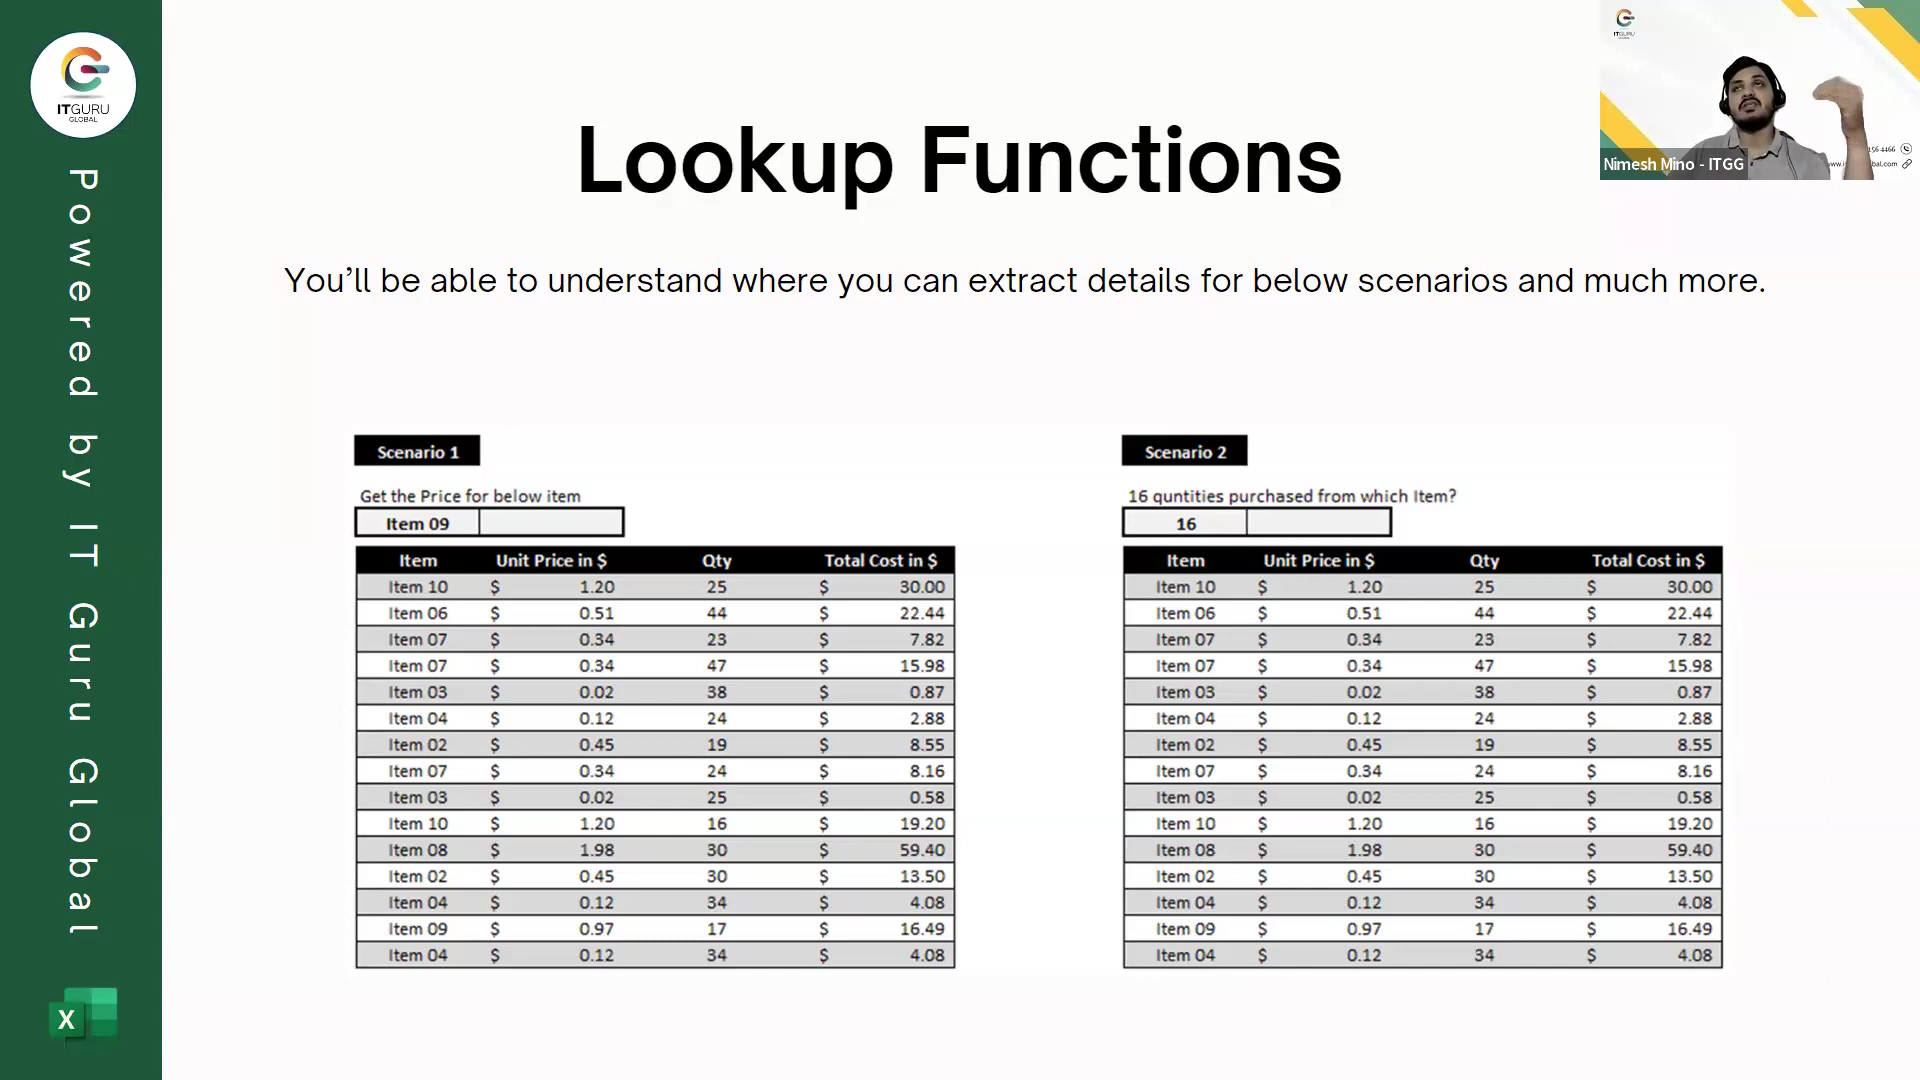 ITGURU
GLOBAL
Powered by IT Guru Global
X
Lookup Functions
You’ll be able to understand where you can extract details for below scenarios and much more.
ITGURU
Nimesh Mino - ITGG
156 4466
Scenario 1
Get the Price for below item
Item 09
Item Unit Price in $ Qty Total Cost in $
Item 10 $ 1.20 25 $ 30.00
Item 06 $ 0.51 44 $ 22.44
Item 07 $ 0.34 23 $ 7.82
Item 07 $ 0.34 47 $ 15.98
Item 03 $ 0.02 38 $ 0.87
Item 04 $ 0.12 24 $ 2.88
Item 02 $ 0.45 19 $ 8.55
Item 07 $ 0.34 24 $ 8.16
Item 03 $ 0.02 25 $ 0.58
Item 10 $ 1.20 16 $ 19.20
Item 08 $ 1.98 30 $ 59.40
Item 02 $ 0.45 30 $ 13.50
Item 04 $ 0.12 34 $ 4.08
Item 09 $ 0.97 17 $ 16.49
Item 04 $ 0.12 34 $ 4.08
Scenario 2
16 quntities purchased from which Item?
16
Item Unit Price in $ Qty Total Cost in $
Item 10 $ 1.20 25 $ 30.00
Item 06 $ 0.51 44 $ 22.44
Item 07 $ 0.34 23 $ 7.82
Item 07 $ 0.34 47 $ 15.98
Item 03 $ 0.02 38 $ 0.87
Item 04 $ 0.12 24 $ 2.88
Item 02 $ 0.45 19 $ 8.55
Item 07 $ 0.34 24 $ 8.16
Item 03 $ 0.02 25 $ 0.58
Item 10 $ 1.20 16 $ 19.20
Item 08 $ 1.98 30 $ 59.40
Item 02 $ 0.45 30 $ 13.50
Item 04 $ 0.12 34 $ 4.08
Item 09 $ 0.97 17 $ 16.49
Item 04 $ 0.12 34 $ 4.08